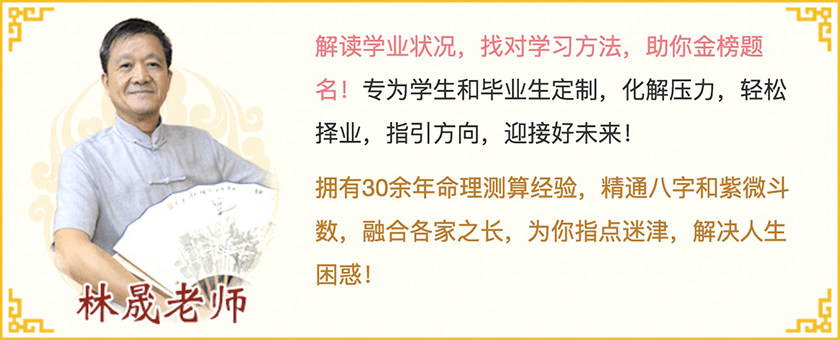 解读学业状况，找对学习方法，助你金榜题
名！专为学生和毕业生定制，化解压力，轻松
择业，指引方向，迎接好未来！
拥有30余年命理测算经验，精通八字和紫微斗
数，融合各家之长，为你指点迷津，解决人生
困惑！
林晟老师